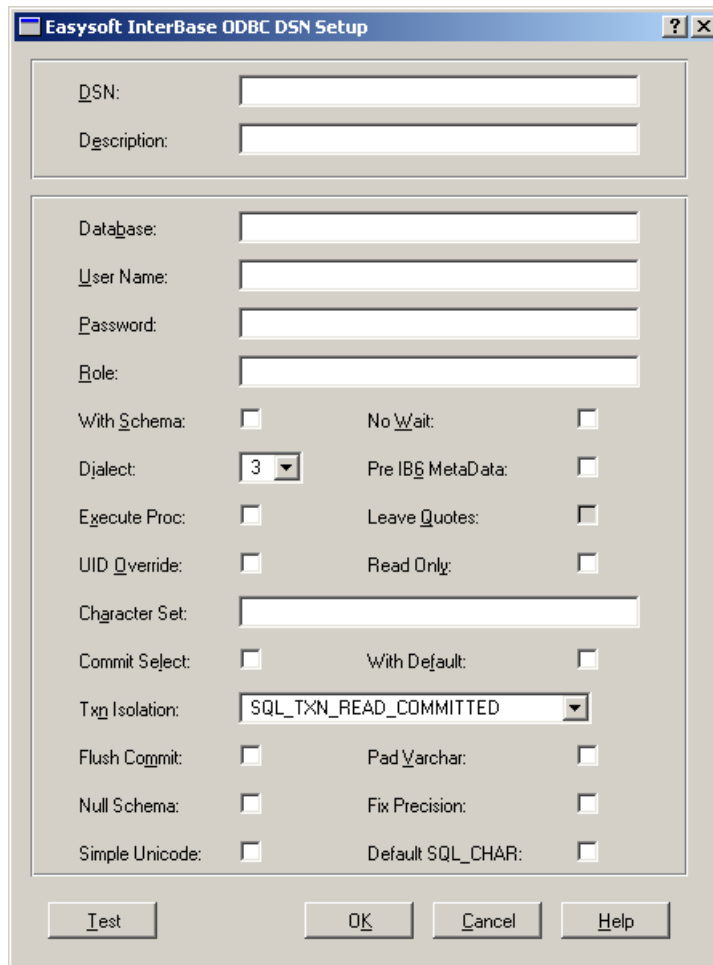 Easysoft InterBase ODBC DSN Setup
DSN:
Description:
Database:
User Name:
Password:
Role:
With Schema: No Wait:
Dialect: 3 Pre IB6 MetaData:
Execute Proc: Leave Quotes:
UID Override: Read Only:
Character Set:
Commit Select: With Default:
Txn Isolation: SQL_TXN_READ_COMMITTED
Flush Commit: Pad Varchar:
Null Schema: Fix Precision:
Simple Unicode: Default SQL_CHAR:
Test OK Cancel Help